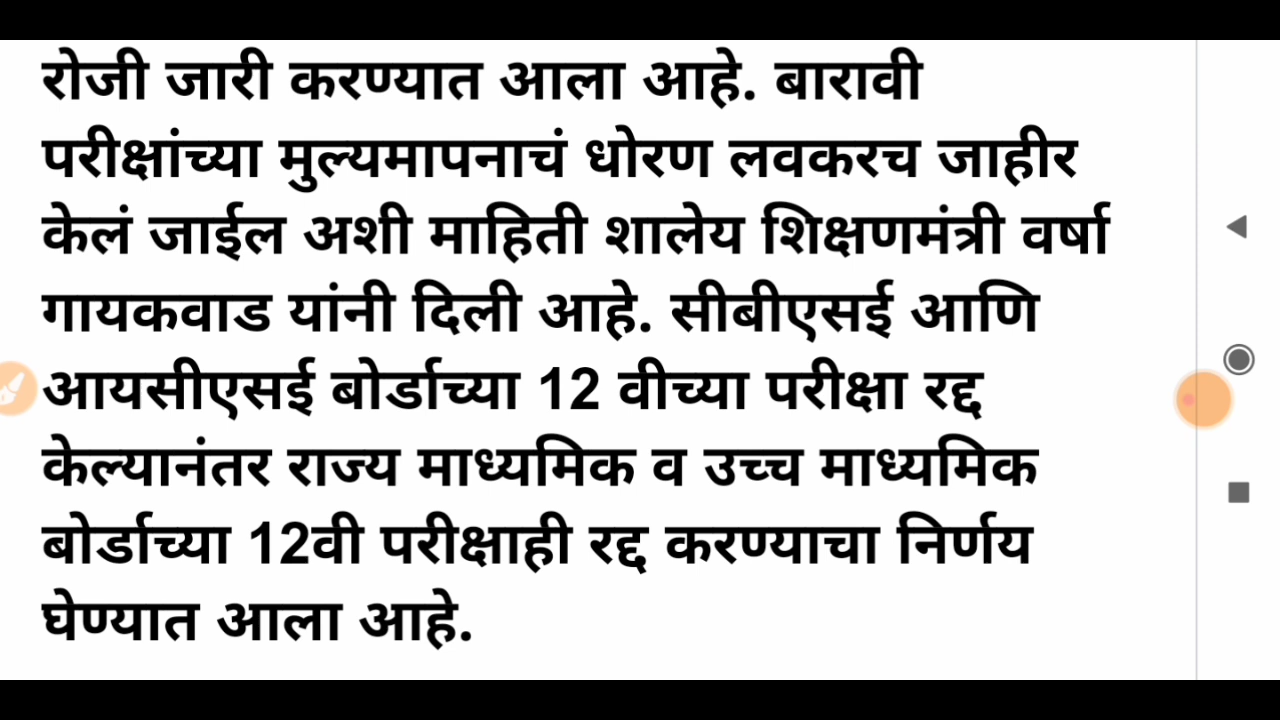 रोजी जारी करण्यात आला आहे. बारावी
परीक्षांच्या मुल्यमापनाचं धोरण लवकरच जाहीर
केलं जाईल अशी माहिती शालेय शिक्षणमंत्री वर्षा
गायकवाड यांनी दिली आहे. सीबीएसई आणि
आयसीएसई बोर्डाच्या 12 वीच्या परीक्षा रद्द
केल्यानंतर राज्य माध्यमिक व उच्च माध्यमिक
बोर्डाच्या 12वी परीक्षाही रद्द करण्याचा निर्णय
घेण्यात आला आहे.